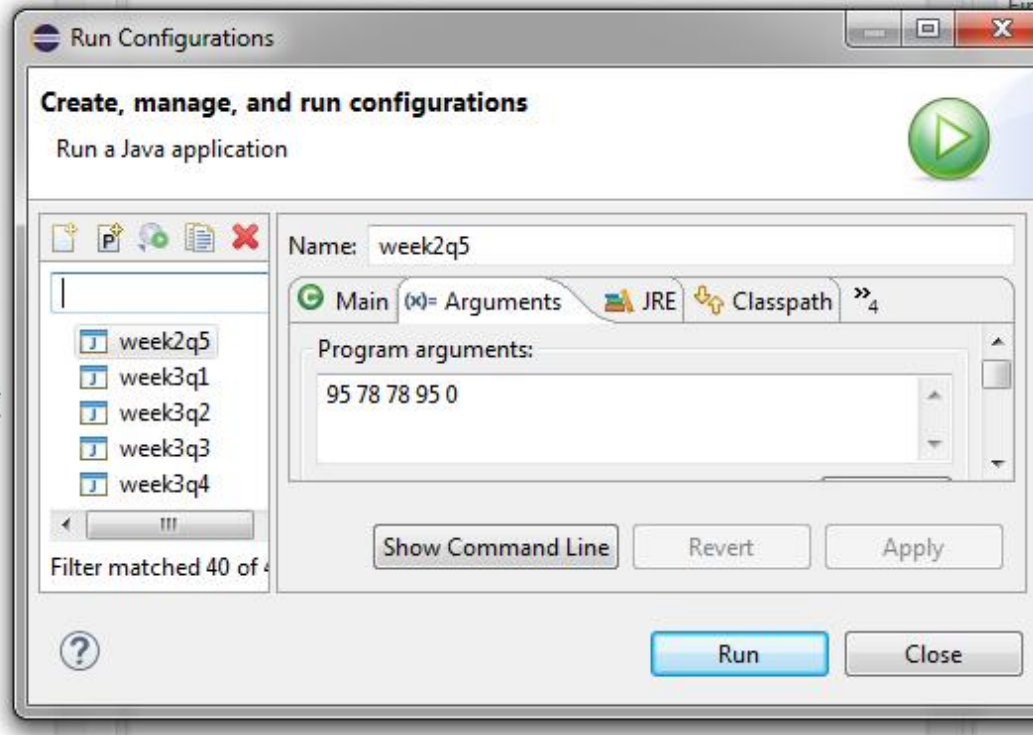 Run Configurations
Create, manage, and run configurations
Run a Java application
Name: week2q5
Main (x)= Arguments JRE Classpath »4
week2q5
week3q1
week3q2
week3q3
week3q4
Filter matched 40 of
Program arguments:
95 78 78 95 0
Show Command Line Revert Apply
Run Close